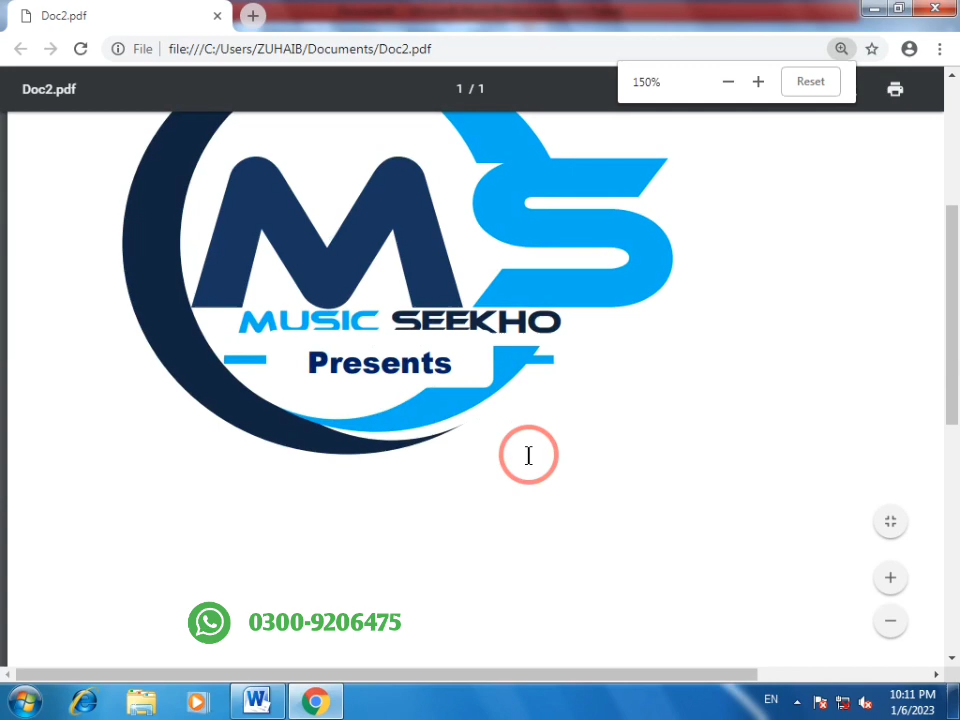 Doc2.pdf
File file:///C:/Users/ZUHAIB/Documents/Doc2.pdf
Doc2.pdf
1 / 1
150%
Reset
MS
MUSIC SEEKHO
Presents
0300-9206475
EN
10:11 PM
1/6/2023